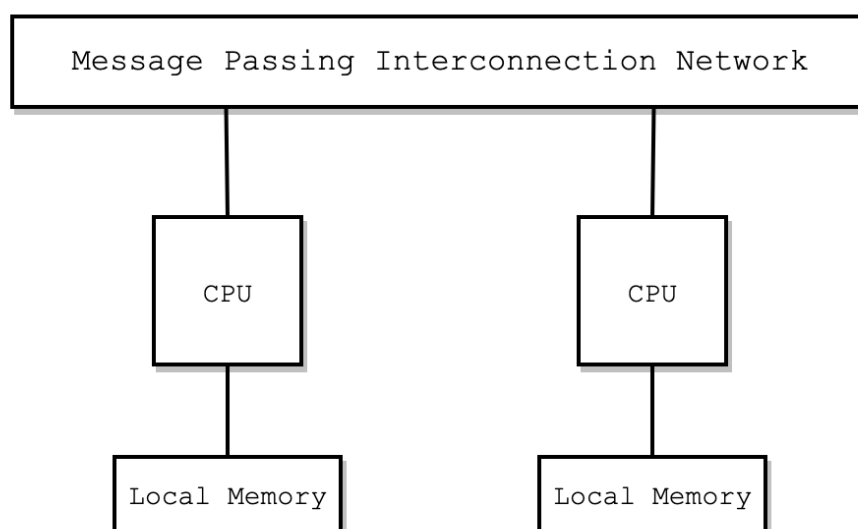 Message Passing Interconnection Network
CPU
CPU
Local Memory
Local Memory